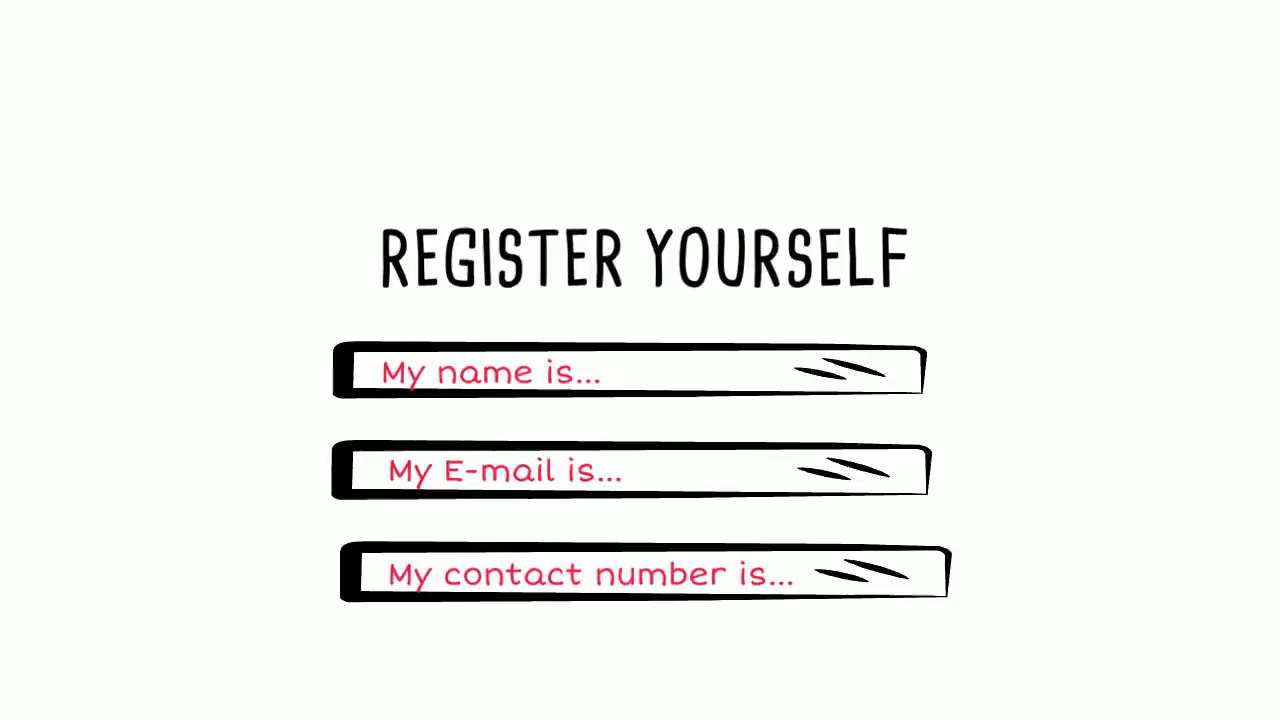 REGISTER YOURSELF
My name is...
My E-mail is...
My contact number is...